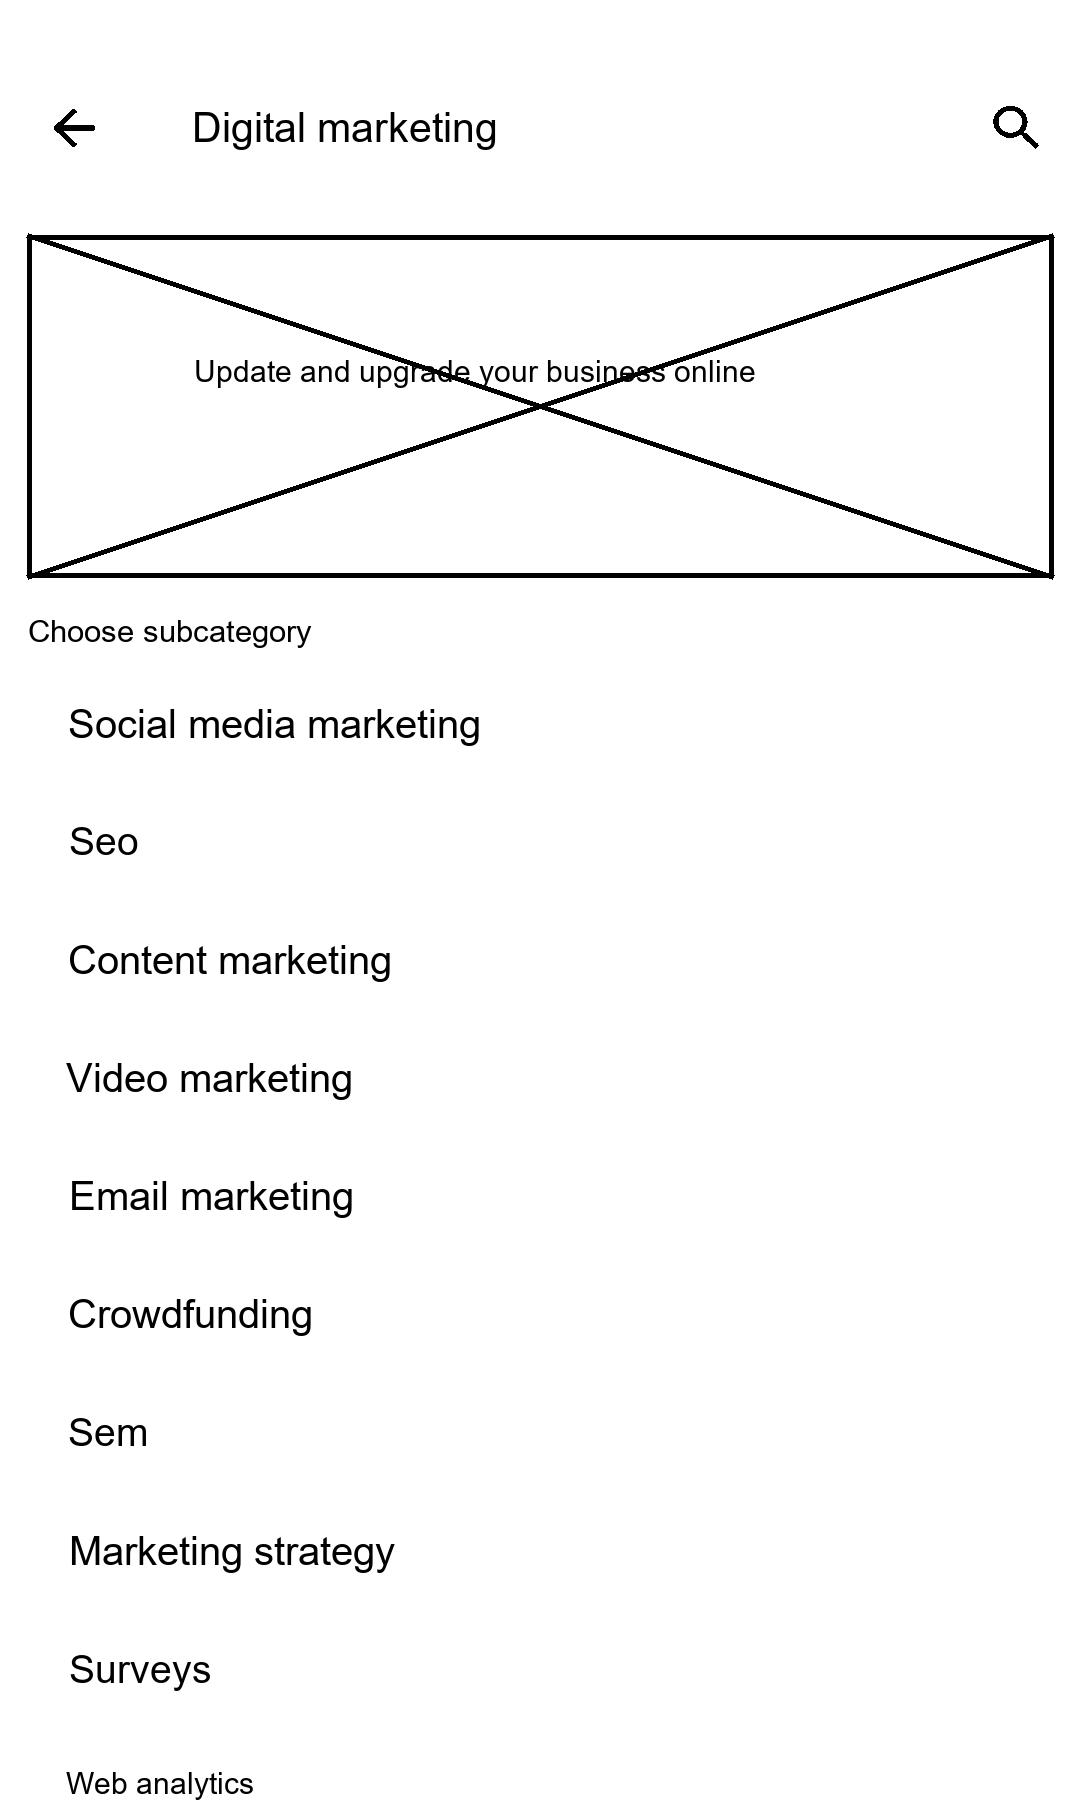 Digital marketing
Update and upgrade your business online
Choose subcategory
Social media marketing
Seo
Content marketing
Video marketing
Email marketing
Crowdfunding
Sem
Marketing strategy
Surveys
Web analytics